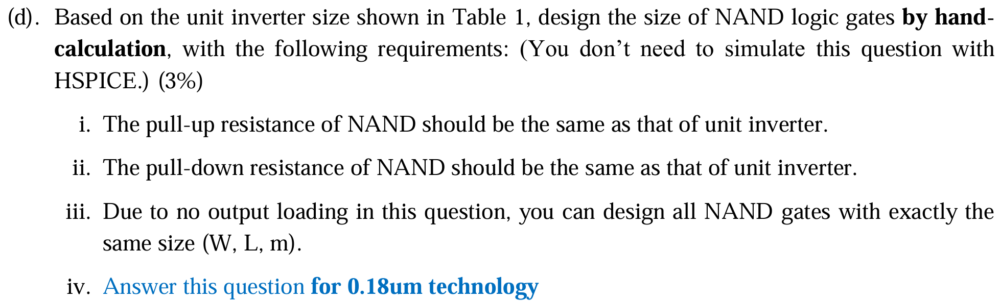 (d). Based on the unit inverter size shown in Table 1, design the size of NAND logic gates by hand-
calculation, with the following requirements: (You don’t need to simulate this question with
HSPICE.) (3%)
i. The pull-up resistance of NAND should be the same as that of unit inverter.
ii. The pull-down resistance of NAND should be the same as that of unit inverter.
iii. Due to no output loading in this question, you can design all NAND gates with exactly the
same size (W, L, m).
iv. Answer this question for 0.18um technology